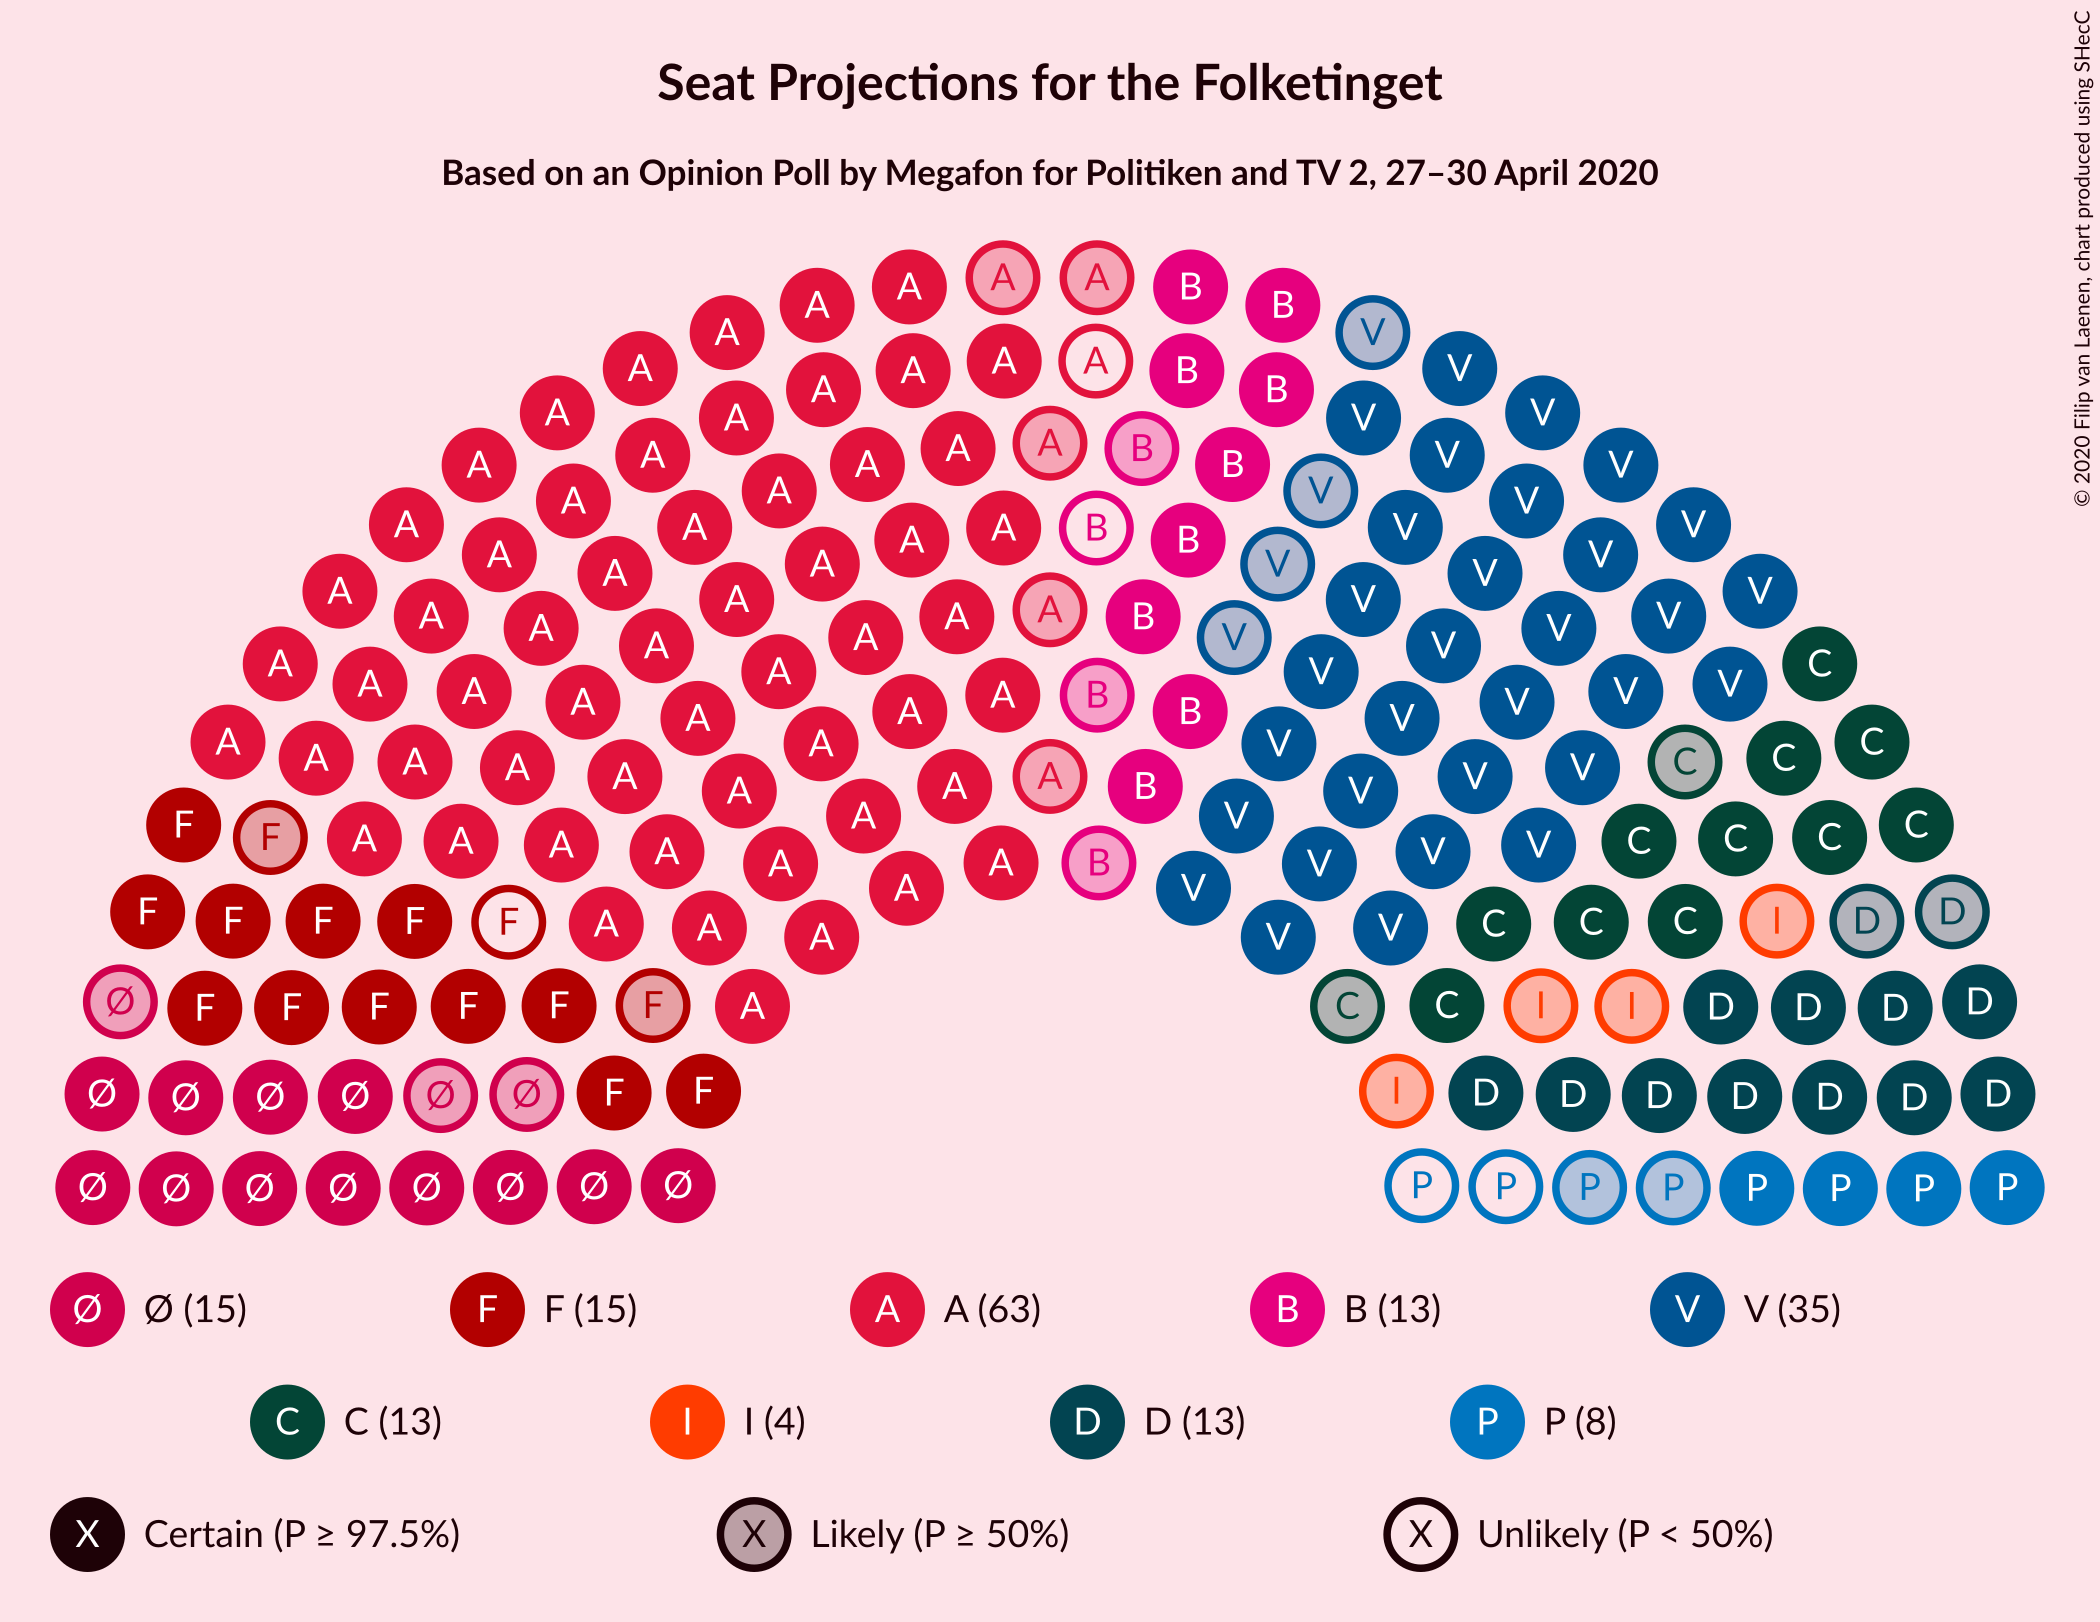 Seat Projections for the Folketinget
Based on an Opinion Poll by Megafon for Politiken and TV 2, 27–30 April 2020
© 2020 Filip van Laenen, chart produced using SHecC
A A A A B B
A A A A A B B V V
A A A A A B B V V V
A A A A A B B V V V V
A A A A A A B V V V V V
A A A A A A B B V V V V V V
A A A A A A A A B V V V V V V C
A A A A A A A A A B V V V V V C C C
F F A A A A A A A A B V V V V C C C C
F F F F F A A A V V C C C I D D
Ø F F F F F F A C C I I D D D D
Ø Ø Ø Ø Ø Ø F F I D D D D D D D
Ø Ø Ø Ø Ø Ø Ø Ø P P P P P P P P
Ø Ø (15) F F (15) A A (63) B B (13) V V (35)
C C (13) I I (4) D D (13) P P (8)
X Certain (P ≥ 97.5%) X Likely (P ≥ 50%) X Unlikely (P < 50%)